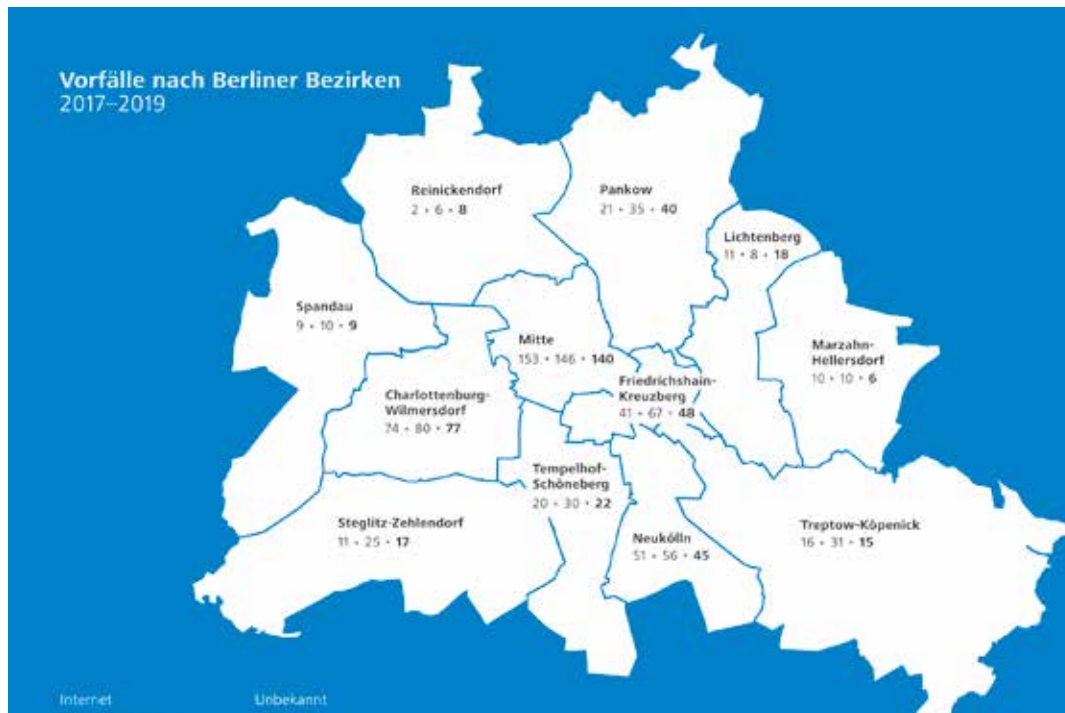 Vorfälle nach Berliner Bezirken
2017–2019
Reinickendorf
2 • 6 • 8
Pankow
21 • 35 • 40
Lichtenberg
11 • 8 • 18
Spandau
9 • 10 • 9
Mitte
153 • 146 • 140
Marzahn-
Hellersdorf
10 • 10 • 6
Friedrichshain-
Kreuzberg
41 • 67 • 48
Charlottenburg-
Wilmersdorf
74 • 80 • 77
Tempelhof-
Schöneberg
20 • 30 • 22
Steglitz-Zehlendorf
11 • 25 • 17
Neukölln
51 • 56 • 45
Treptow-Köpenick
16 • 31 • 15
Internet
Unbekannt